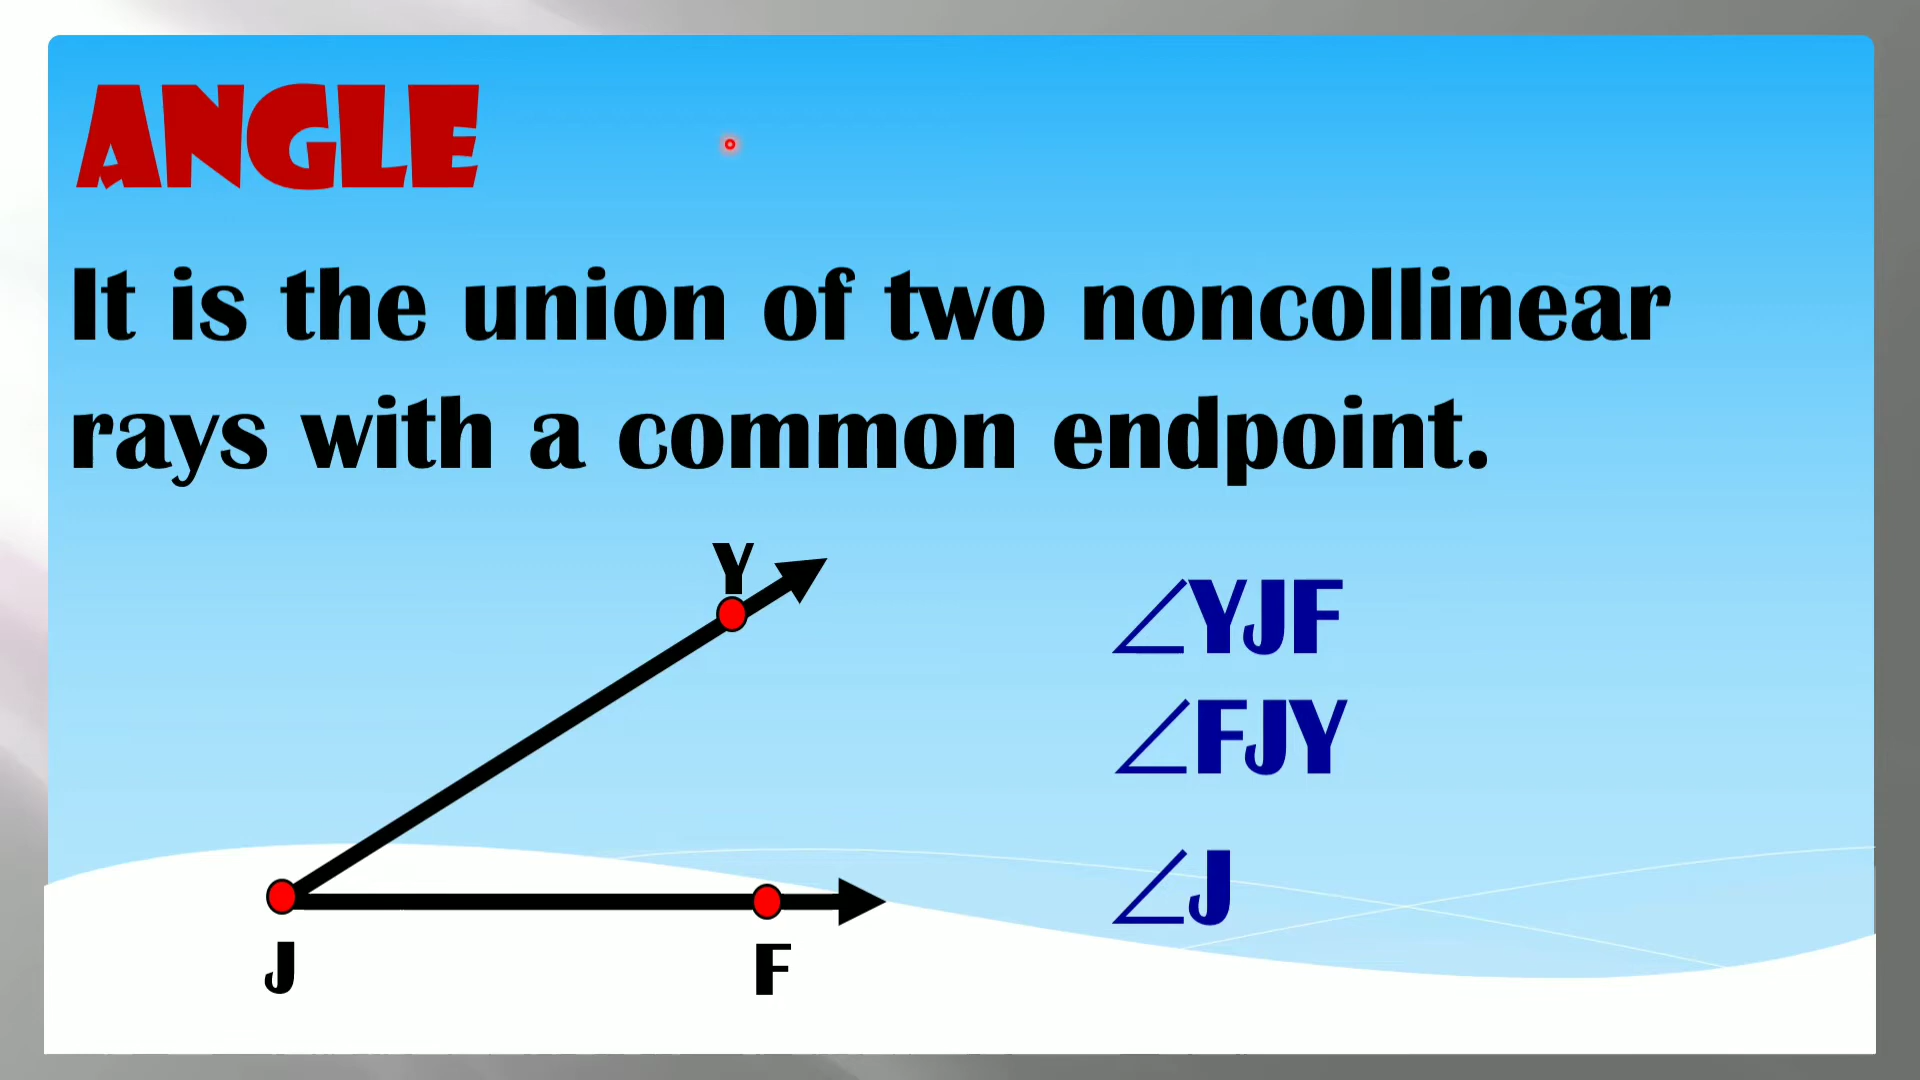 ANGLE
It is the union of two noncollinear
rays with a common endpoint.
Y
J
F
∠YJF
∠FJY
∠J